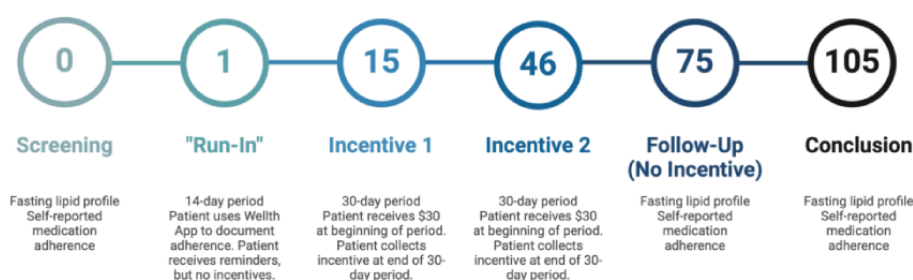 0
1
15
46
75
105
Screening
"Run-In"
Incentive 1
Incentive 2
Follow-Up
(No Incentive)
Conclusion
Fasting lipid profile
Self-reported
medication
adherence
14-day period
Patient uses Wellth
App to document
adherence. Patient
receives reminders,
but no incentives.
30-day period
Patient receives $30
at beginning of period.
Patient collects
incentive at end of 30-
day period.
30-day period
Patient receives $30
at beginning of period.
Patient collects
incentive at end of 30-
day period.
Fasting lipid profile
Self-reported
medication
adherence
Fasting lipid profile
Self-reported
medication
adherence